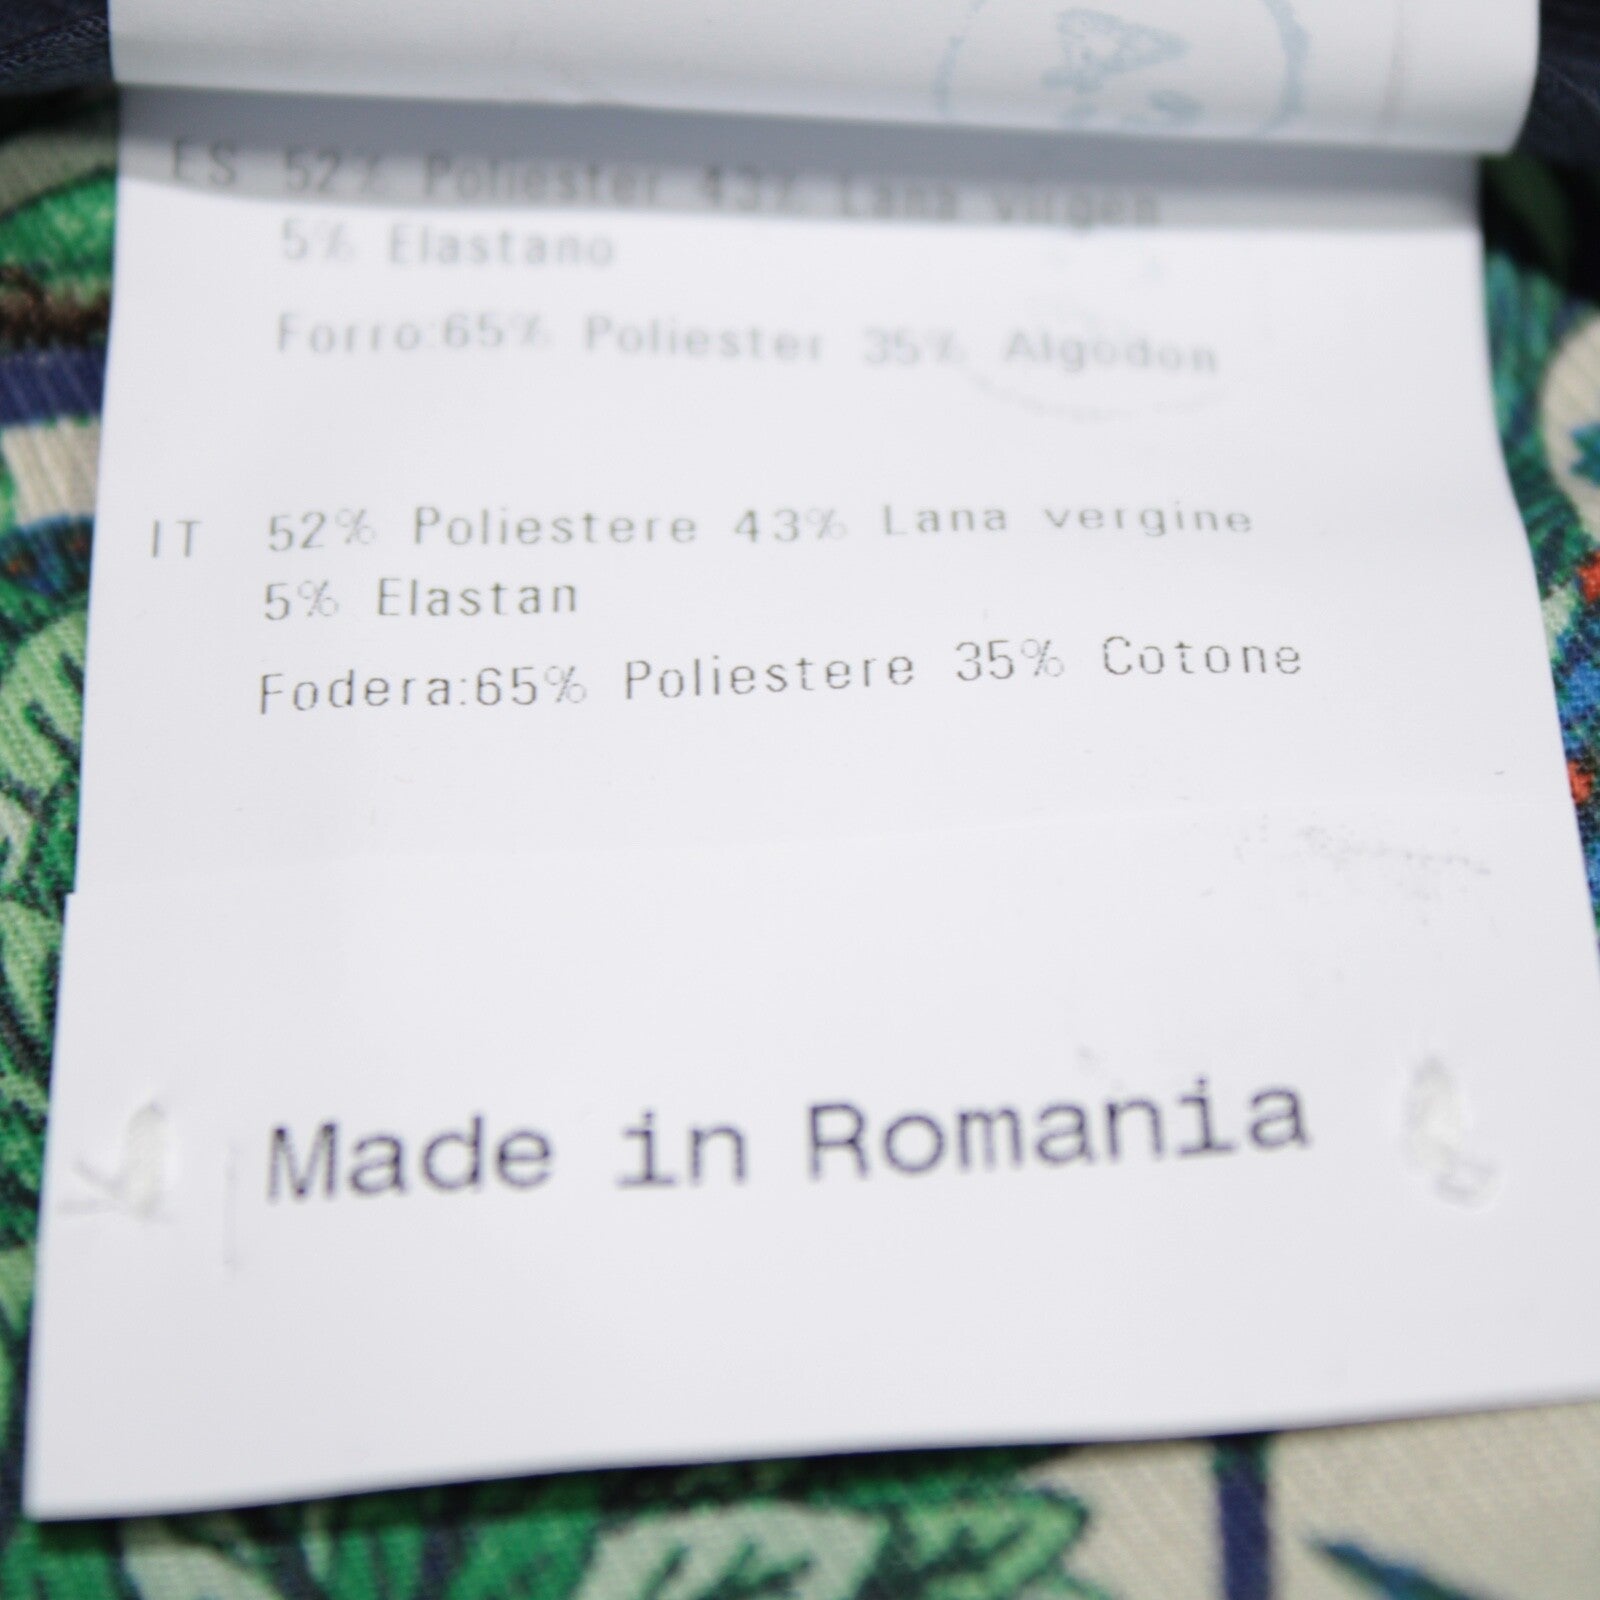 ES 52% Poliester 43% Lana virgen
5% Elastano
Forro:65% Poliester 35% Algodon
IT 52% Poliestere 43% Lana vergine
5% Elastan
Fodera:65% Poliestere 35% Cotone
Made in Romania